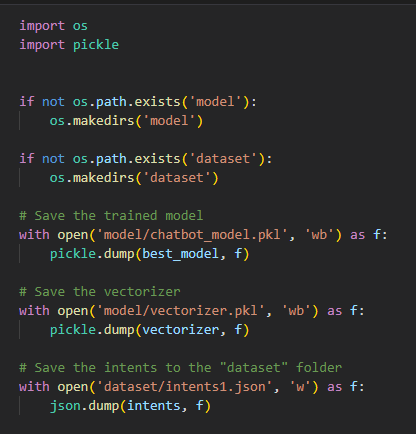 import os
import pickle
if not os.path.exists('model'):
    os.makedirs('model')
if not os.path.exists('dataset'):
    os.makedirs('dataset')
# Save the trained model
with open('model/chatbot_model.pkl', 'wb') as f:
    pickle.dump(best_model, f)
# Save the vectorizer
with open('model/vectorizer.pkl', 'wb') as f:
    pickle.dump(vectorizer, f)
# Save the intents to the "dataset" folder
with open('dataset/intents1.json', 'w') as f:
    json.dump(intents, f)